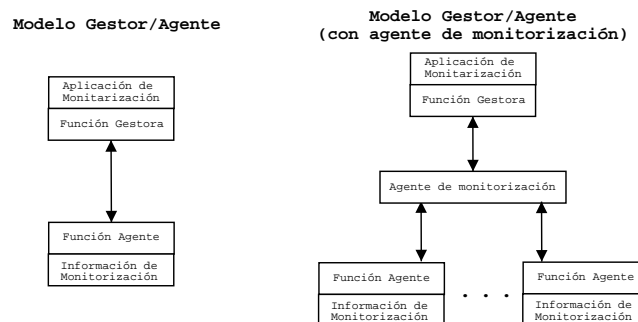 Modelo Gestor/Agente
Aplicación de
Monitarización
Función Gestora
Función Agente
Información de
Monitorización
Modelo Gestor/Agente
(con agente de monitorización)
Aplicación de
Monitarización
Función Gestora
Agente de monitorización
Función Agente
Información de
Monitorización
. . .
Función Agente
Información de
Monitorización